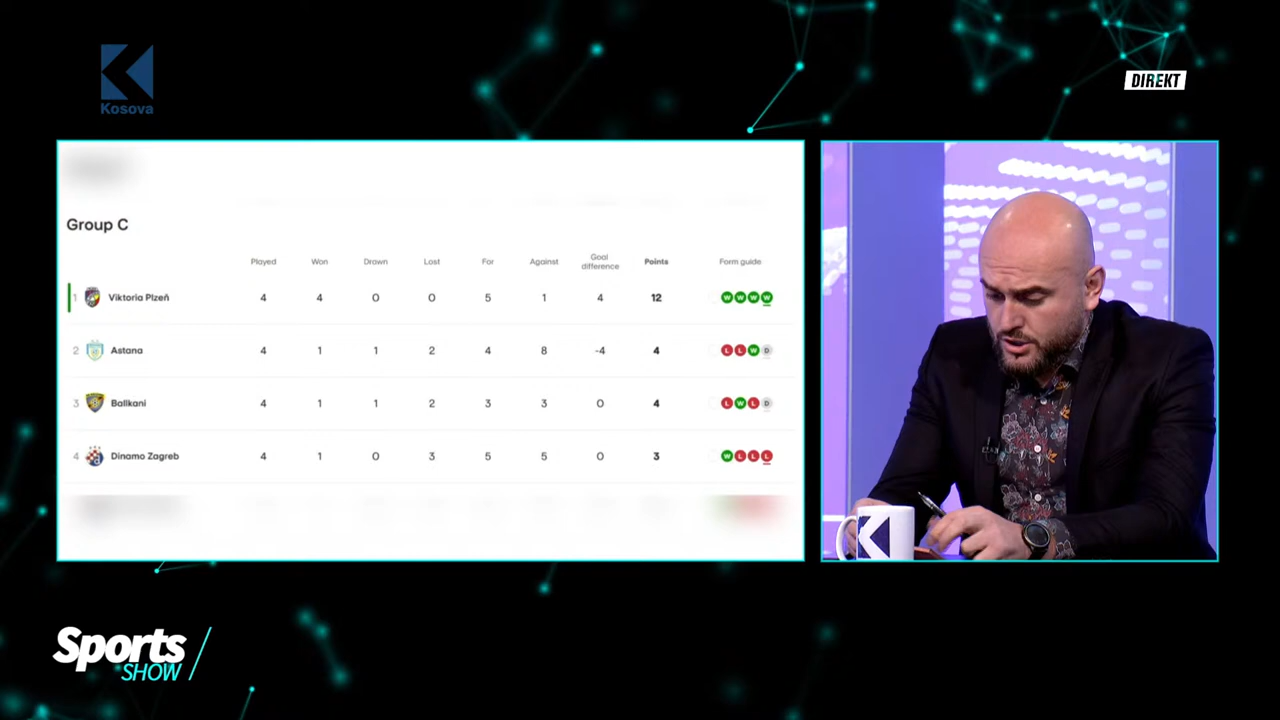 Kosova
DIREKT
Group C
Played Won Drawn Lost For Against Goal difference Points Form guide
1 Viktoria Plzeň 4 4 0 0 5 1 4 12 W W W W
2 Astana 4 1 1 2 4 8 -4 4 L L W D
3 Ballkani 4 1 1 2 3 3 0 4 L W L D
4 Dinamo Zagreb 4 1 0 3 5 5 0 3 W L L L
Sports
SHOW